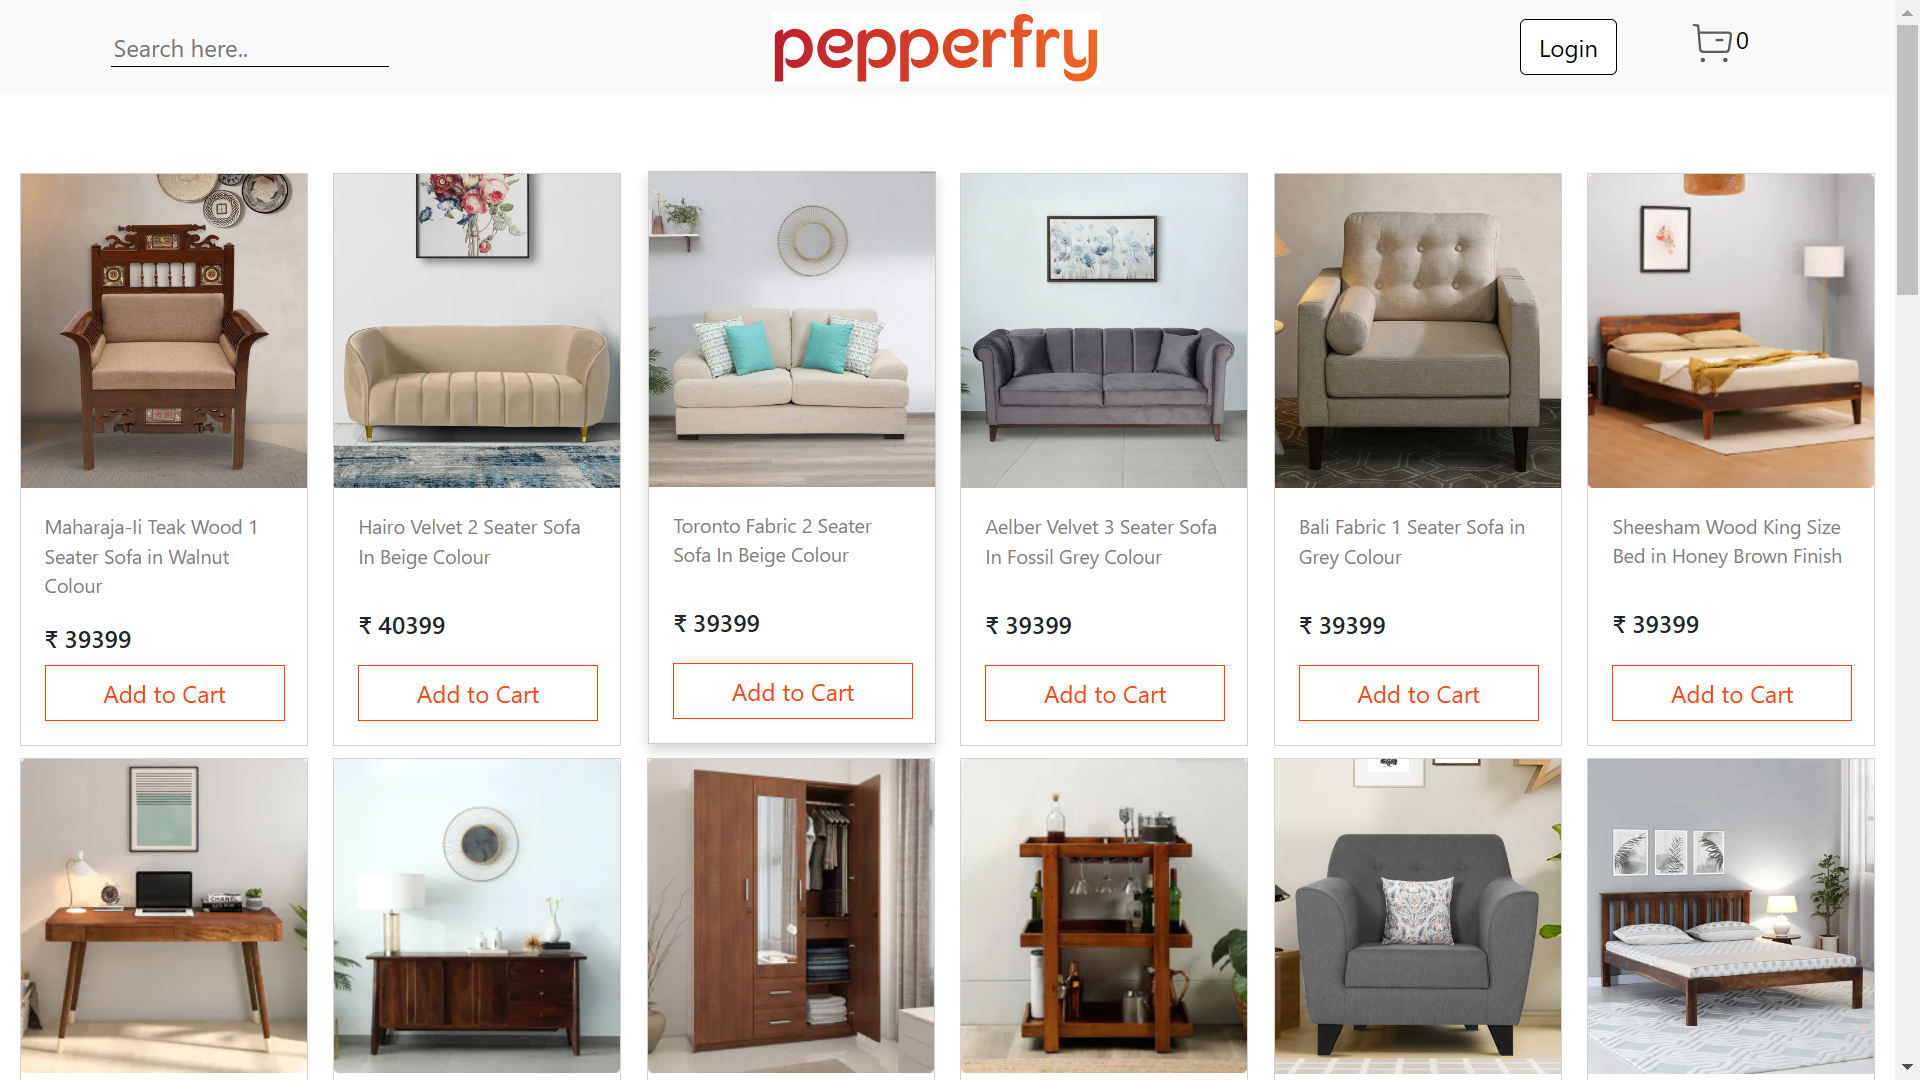 Search here..
pepperfry
Login
0
Maharaja-Ii Teak Wood 1
Seater Sofa in Walnut
Colour
₹ 39399
Add to Cart
Hairo Velvet 2 Seater Sofa
In Beige Colour
₹ 40399
Add to Cart
Toronto Fabric 2 Seater
Sofa In Beige Colour
₹ 39399
Add to Cart
Aelber Velvet 3 Seater Sofa
In Fossil Grey Colour
₹ 39399
Add to Cart
Bali Fabric 1 Seater Sofa in
Grey Colour
₹ 39399
Add to Cart
Sheesham Wood King Size
Bed in Honey Brown Finish
₹ 39399
Add to Cart
CHANEL